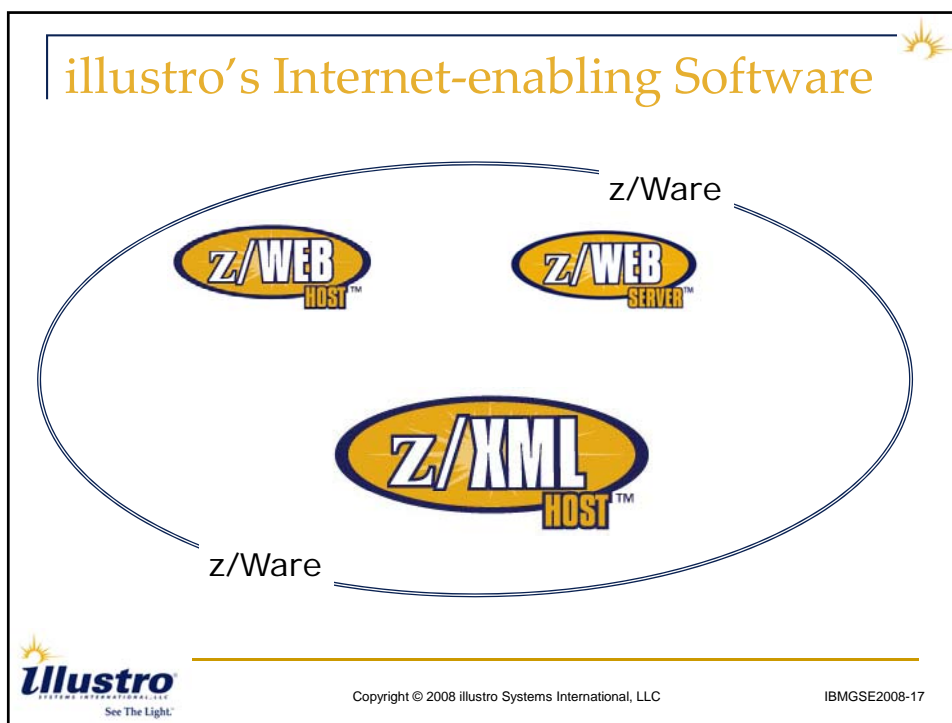 illustro's Internet-enabling Software
z/Ware
z/WEB
HOST™
z/WEB
SERVER™
z/XML
HOST™
z/Ware
illustro®
SYSTEMS INTERNATIONAL, LLC
See The Light.™
Copyright © 2008 illustro Systems International, LLC
IBMGSE2008-17